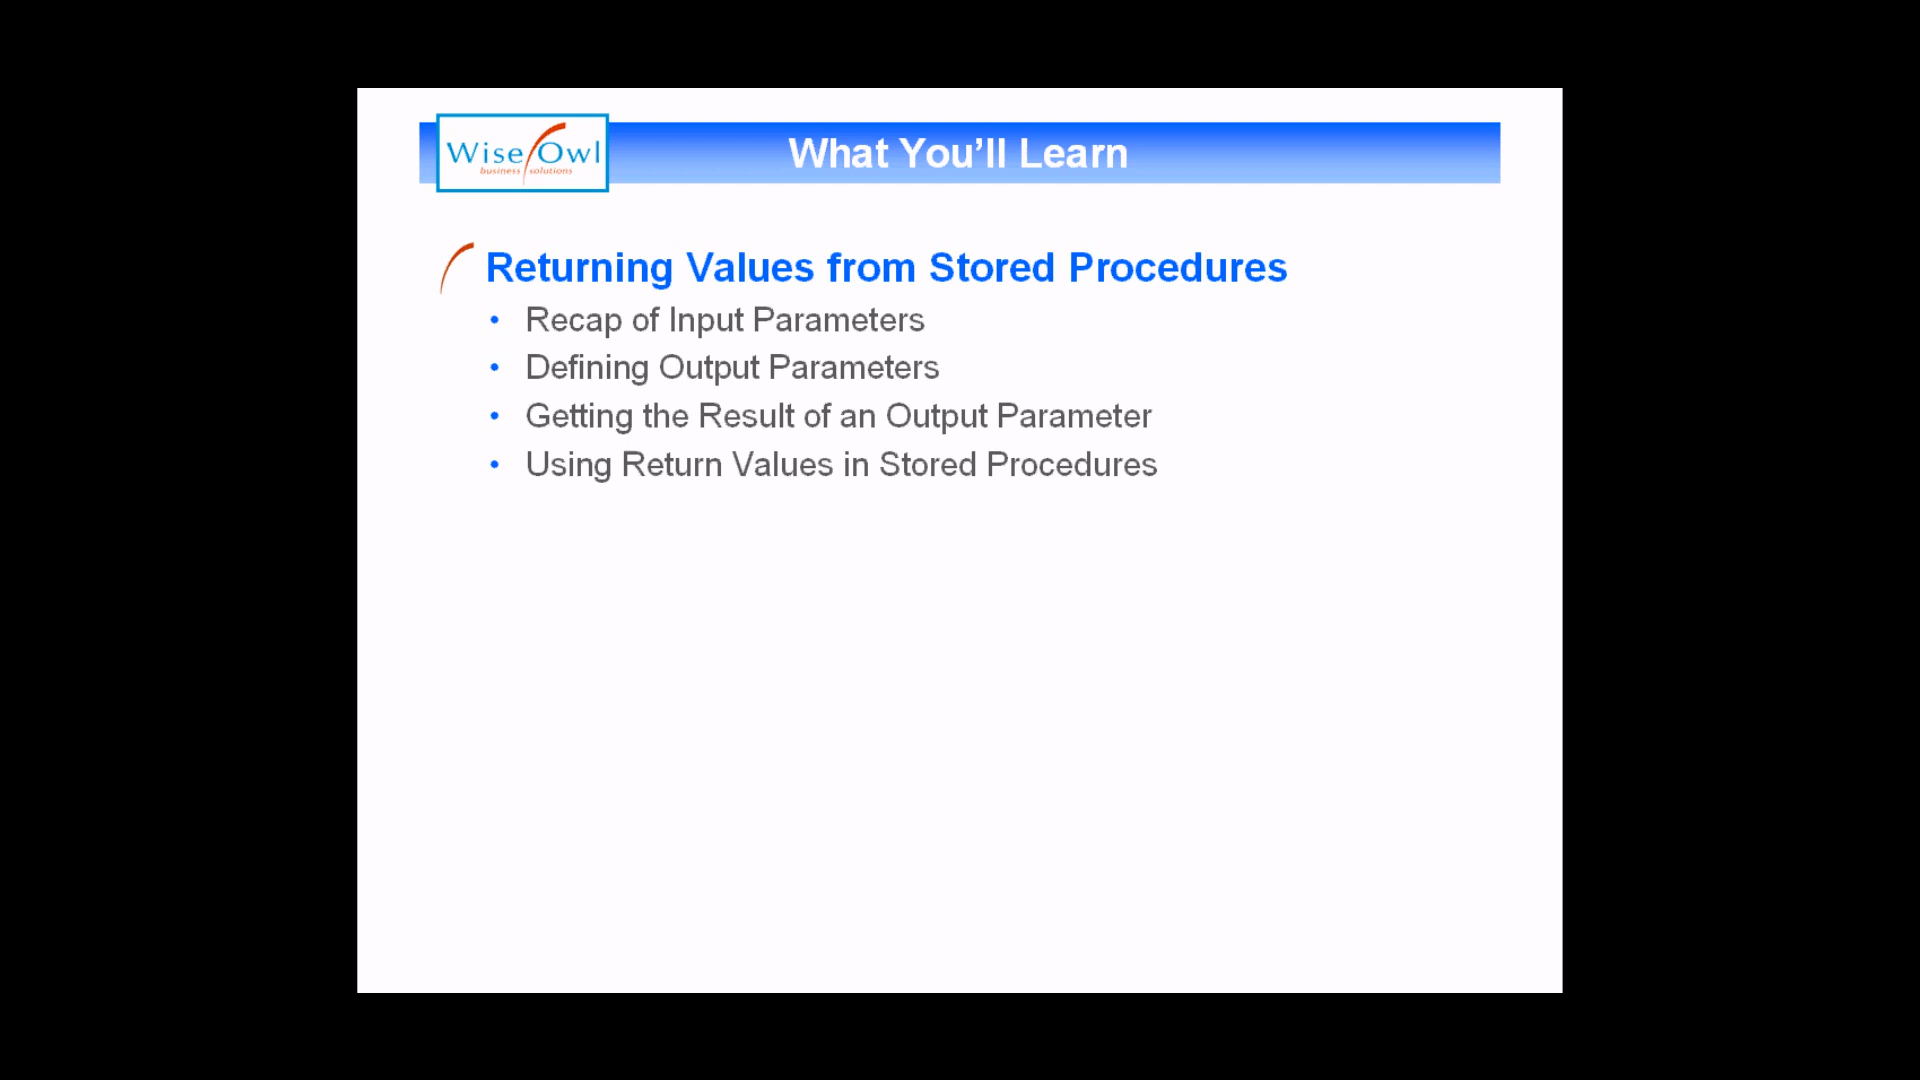 Wise Owl
business solutions
What You’ll Learn
Returning Values from Stored Procedures
• Recap of Input Parameters
• Defining Output Parameters
• Getting the Result of an Output Parameter
• Using Return Values in Stored Procedures